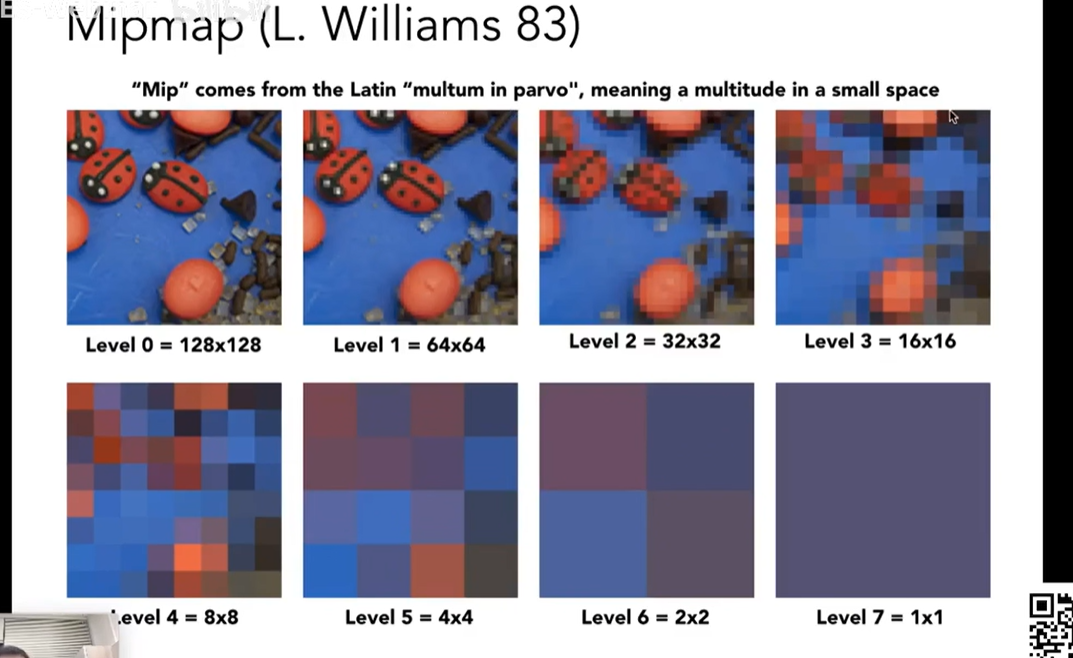 Mipmap (L. Williams 83)
“Mip” comes from the Latin “multum in parvo", meaning a multitude in a small space
Level 0 = 128x128
Level 1 = 64x64
Level 2 = 32x32
Level 3 = 16x16
Level 4 = 8x8
Level 5 = 4x4
Level 6 = 2x2
Level 7 = 1x1